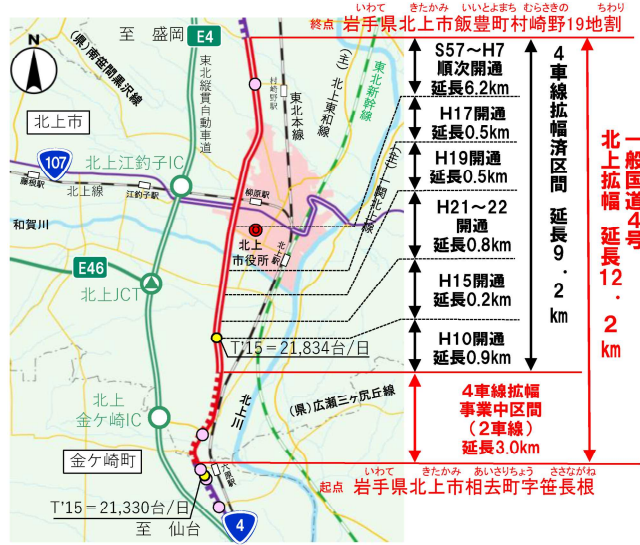 いわて きたかみ いいとよまち むらさきの ちわり
終点 岩手県北上市飯豊町村崎野19地割
至 盛岡
E4
N
(県)南笹間黒沢線
東北縦貫自動車道
村崎野駅
東北本線
(主)北上東和線
東北新幹線
北上市
107
北上江釣子IC
藤根駅
北上線
江釣子駅
柳原駅
(主)一関北上線
和賀川
北上市役所
北上駅
E46
北上JCT
T'15=21,834台/日
北上川
(県)広瀬三ヶ尻丘線
北上
金ケ崎IC
金ケ崎町
六原駅
T'15=21,330台/日
至 仙台
4
S57～H7
順次開通
延長6.2km
H17開通
延長0.5km
H19開通
延長0.5km
H21～22
開通
延長0.8km
H15開通
延長0.2km
H10開通
延長0.9km
4車線拡幅
事業中区間
(2車線)
延長3.0km
4車線拡幅済区間 延長9.2km
一般国道4号
北上拡幅 延長12.2km
いわて きたかみ あいさりちょう ささながね
起点 岩手県北上市相去町字笹長根